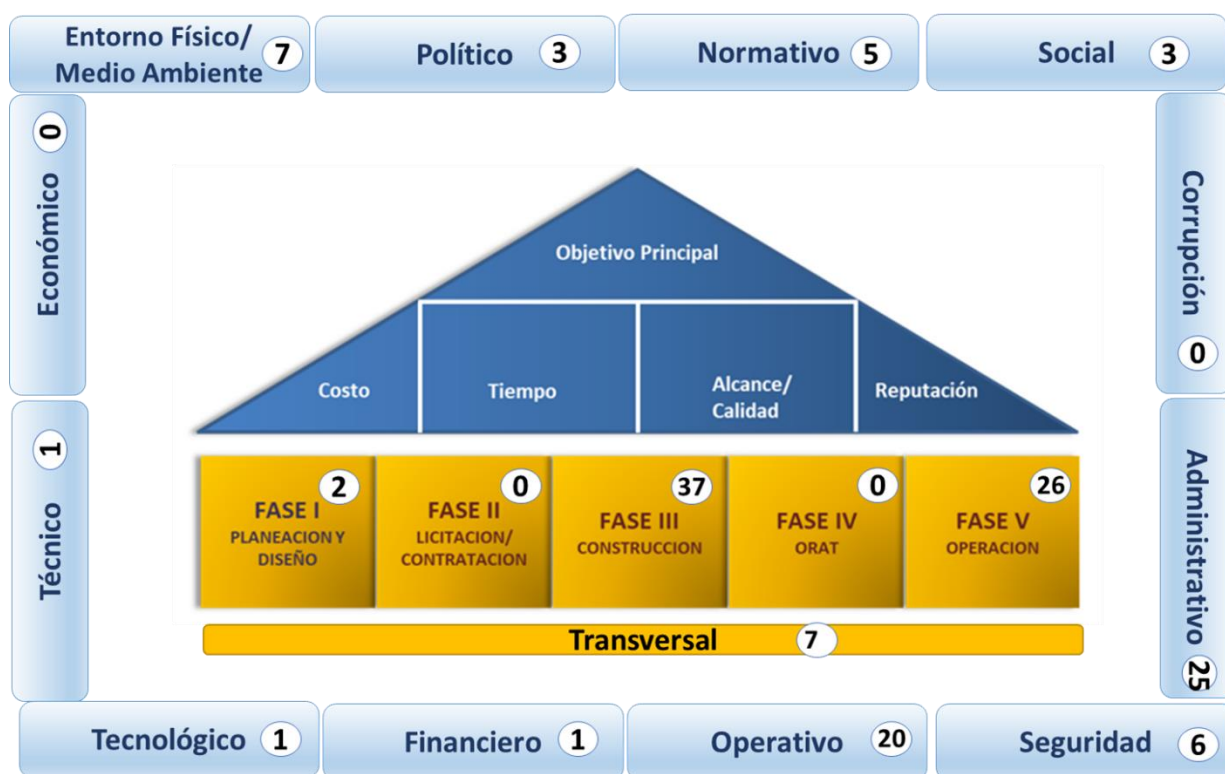 Entorno Físico/
Medio Ambiente 7
Político 3
Normativo 5
Social 3
Económico 0
Corrupción 0
Objetivo Principal
Costo
Tiempo
Alcance/
Calidad
Reputación
Técnico 1
Administrativo 25
2
FASE I
PLANEACION Y
DISEÑO
0
FASE II
LICITACION/
CONTRATACION
37
FASE III
CONSTRUCCION
0
FASE IV
ORAT
26
FASE V
OPERACION
Transversal 7
Tecnológico 1
Financiero 1
Operativo 20
Seguridad 6